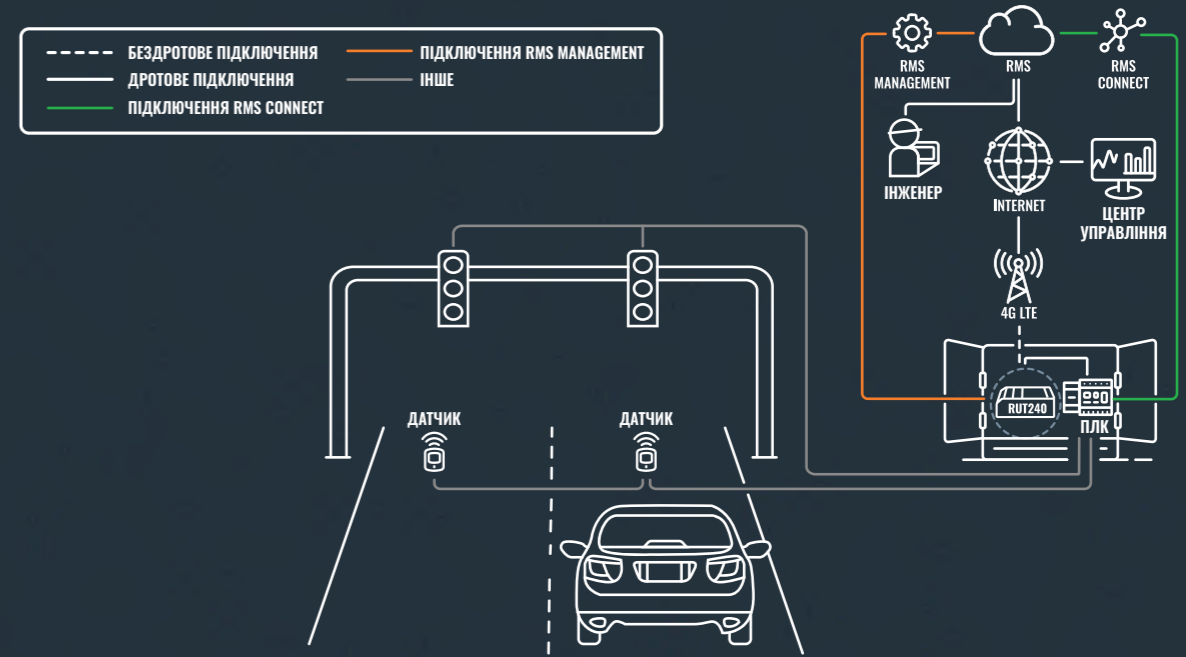 БЕЗДРОТОВЕ ПІДКЛЮЧЕННЯ
ДРОТОВЕ ПІДКЛЮЧЕННЯ
ПІДКЛЮЧЕННЯ RMS CONNECT
ПІДКЛЮЧЕННЯ RMS MANAGEMENT
ІНШЕ
RMS
MANAGEMENT
RMS
RMS
CONNECT
ІНЖЕНЕР
INTERNET
ЦЕНТР
УПРАВЛІННЯ
4G LTE
RUT240
ПЛК
ДАТЧИК
ДАТЧИК